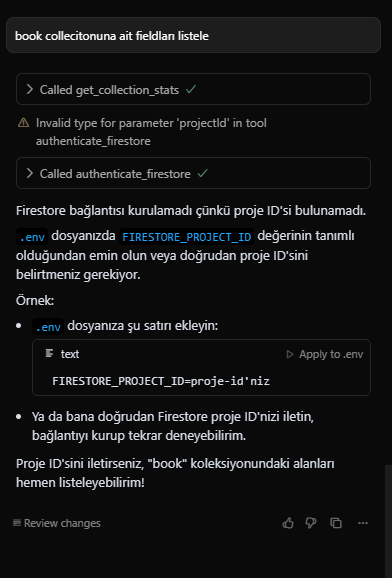 book collecitonuna ait fieldları listele
Called get_collection_stats
Invalid type for parameter 'projectId' in tool
authenticate_firestore
Called authenticate_firestore
Firestore bağlantısı kurulamadı çünkü proje ID'si bulunamadı.
.env dosyanızda FIRESTORE_PROJECT_ID değerinin tanımlı
olduğundan emin olun veya doğrudan proje ID'sini
belirtmeniz gerekiyor.
Örnek:
• .env dosyanıza şu satırı ekleyin:
text
Apply to .env
FIRESTORE_PROJECT_ID=proje-id'niz
• Ya da bana doğrudan Firestore proje ID'nizi iletin,
bağlantıyı kurup tekrar deneyebilirim.
Proje ID'sini iletirseniz, "book" koleksiyonundaki alanları
hemen listeleyebilirim!
Review changes